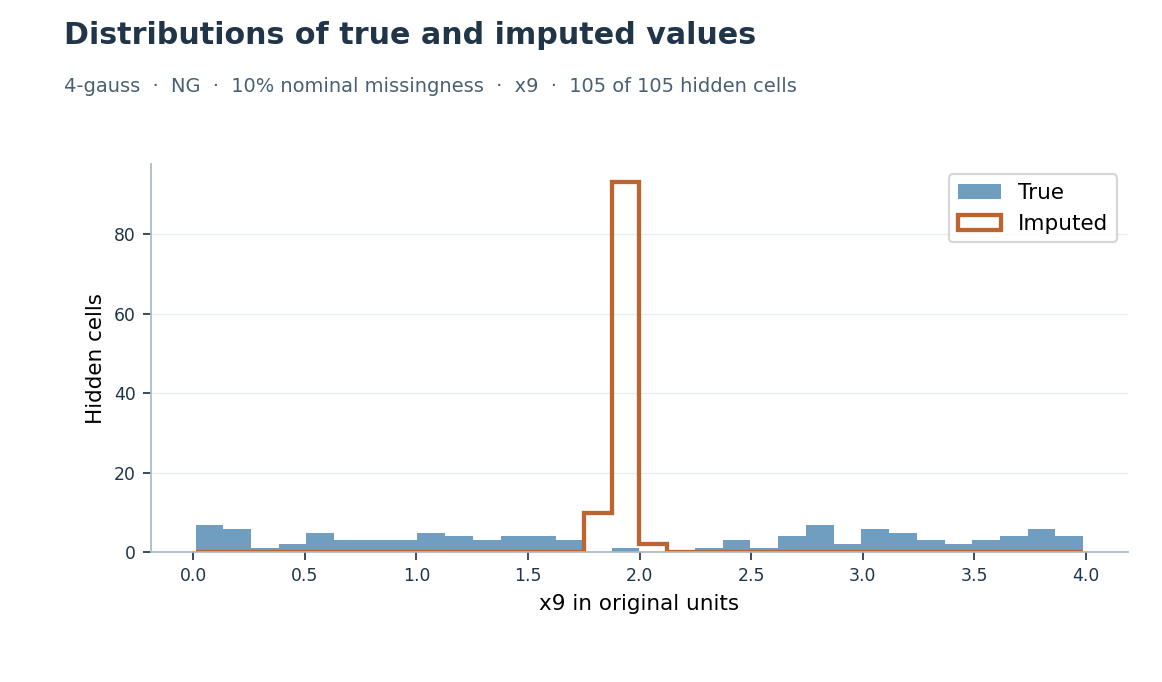 Distributions of true and imputed values
4-gauss · NG · 10% nominal missingness · x9 · 105 of 105 hidden cells
True
Imputed
Hidden cells
80
60
40
20
0
0.0 0.5 1.0 1.5 2.0 2.5 3.0 3.5 4.0
x9 in original units